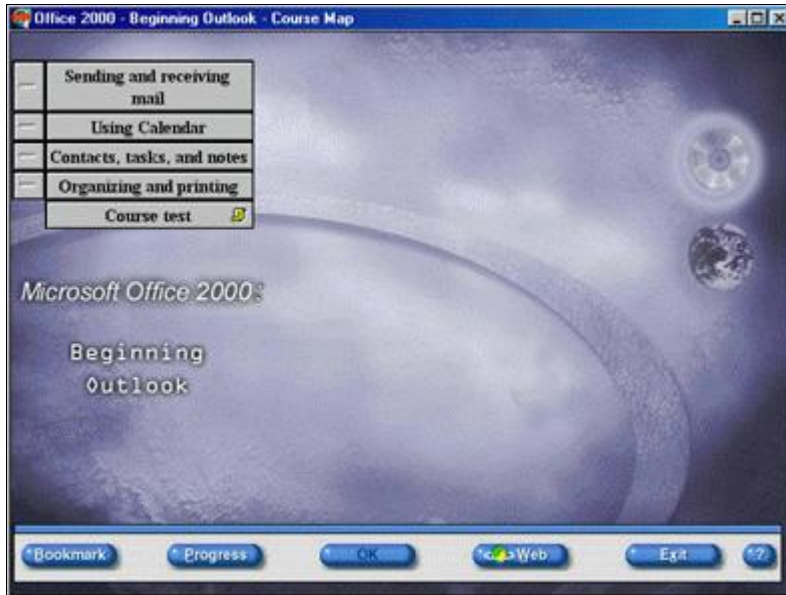 Office 2000 - Beginning Outlook - Course Map
Sending and receiving
mail
Using Calendar
Contacts, tasks, and notes
Organizing and printing
Course test
Microsoft Office 2000:
Beginning
Outlook
Bookmark
Progress
OK
Web
Exit
?